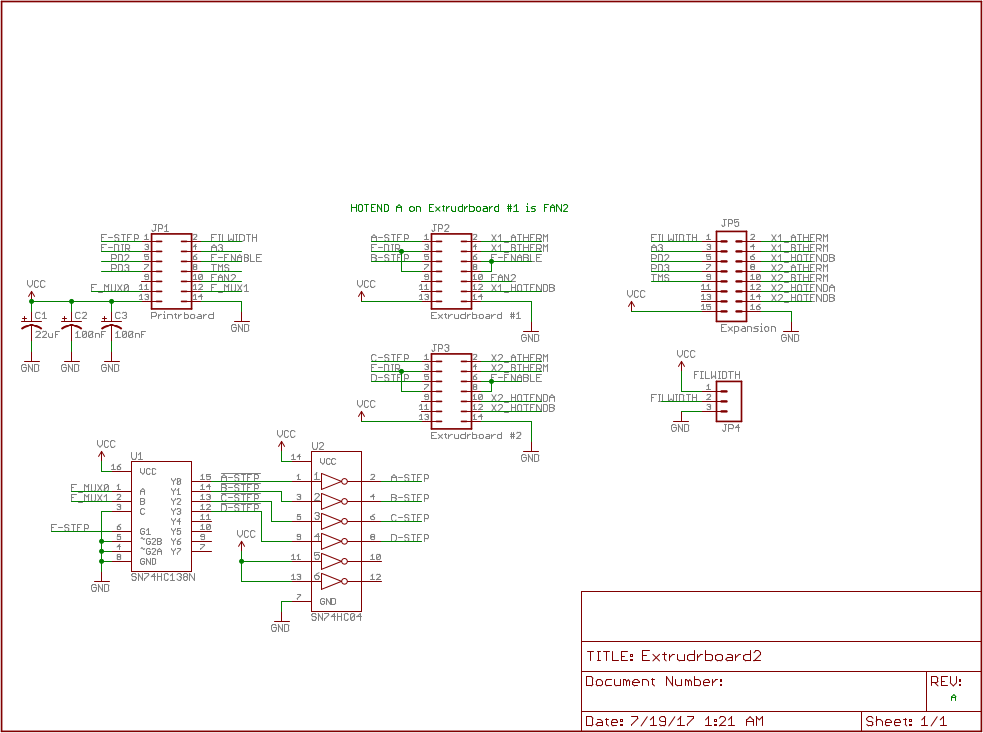 HOTEND A on Extrudrboard #1 is FAN2
JP1
E-STEP 1 2 FILWIDTH
E-DIR 3 4 A3
PD2 5 6 E-ENABLE
PD3 7 8 TMS
9 10 FAN2
E_MUX0 11 12 E_MUX1
13 14
Printrboard
GND
VCC
C1 C2 C3
22uF 100nF 100nF
GND GND GND
JP2
A-STEP 1 2 X1_ATHERM
E-DIR 3 4 X1_BTHERM
B-STEP 5 6 E-ENABLE
7 8
9 10 FAN2
11 12 X1_HOTENDB
VCC 13 14
Extrudrboard #1
GND
JP3
C-STEP 1 2 X2_ATHERM
E-DIR 3 4 X2_BTHERM
D-STEP 5 6 E-ENABLE
7 8
9 10 X2_HOTENDA
11 12 X2_HOTENDB
VCC 13 14
Extrudrboard #2
GND
JP5
FILWIDTH 1 2 X1_ATHERM
A3 3 4 X1_BTHERM
PD2 5 6 X1_HOTENDB
PD3 7 8 X2_ATHERM
TMS 9 10 X2_BTHERM
11 12 X2_HOTENDA
13 14 X2_HOTENDB
VCC 15 16
Expansion
GND
VCC
FILWIDTH
1
FILWIDTH 2
3
GND
JP4
VCC
U1
16 VCC
Y0 15 A-STEP
E_MUX0 1 A Y1 14 B-STEP
E_MUX1 2 B Y2 13 C-STEP
3 C Y3 12 D-STEP
Y4 11
E-STEP 6 G1 Y5 10
5 ~G2B Y6 9
4 ~G2A Y7 7
8 GND
SN74HC138N
GND
VCC
U2
14 VCC
1 1 2 A-STEP
3 2 4 B-STEP
5 3 6 C-STEP
9 4 8 D-STEP
VCC
11 5 10
13 6 12
7 GND
SN74HC04
GND
TITLE: Extrudrboard2
Document Number:
REV:
A
Date: 7/19/17 1:21 AM
Sheet: 1/1